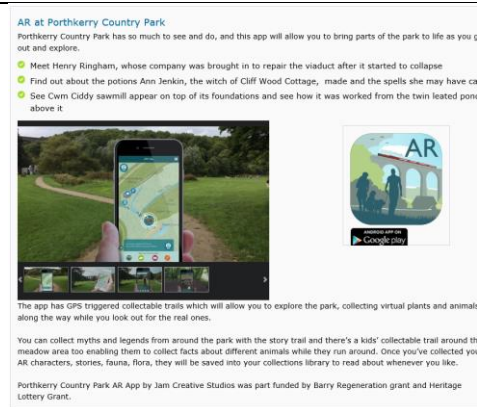 AR at Porthkerry Country Park
Porthkerry Country Park has so much to see and do, and this app will allow you to bring parts of the park to life as you
out and explore.
Meet Henry Ringham, whose company was brought in to repair the viaduct after it started to collapse
Find out about the potions Ann Jenkin, the witch of Cliff Wood Cottage, made and the spells she may have
See Cwm Ciddy sawmill appear on top of its foundations and see how it was worked from the twin leated
above it
AR
ANDROID APP ON
Google play
The app has GPS triggered collectable trails which will allow you to explore the park, collecting virtual plants and animals
along the way while you look out for the real ones.
You can collect myths and legends from around the park with the story trail and there's a kids' collectable trail around
meadow area too enabling them to collect facts about different animals while they run around. Once you've collected
AR characters, stories, fauna, flora, they will be saved into your collections library to read about whenever you like.
Porthkerry Country Park AR App by Jam Creative Studios was part funded by Barry Regeneration grant and Heritage
Lottery Grant.